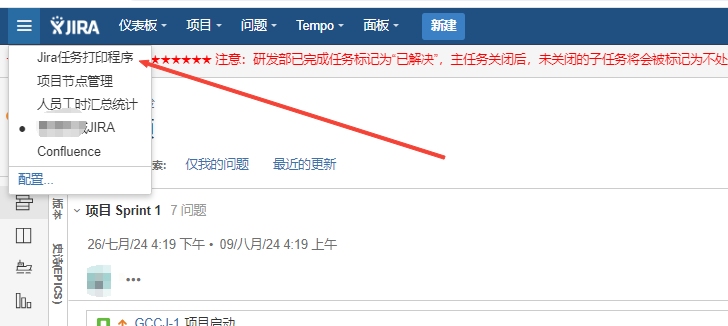 JIRA 仪表板 项目 问题 Tempo 面板 新建
Jira任务打印程序
★★★★★★ 注意：研发部已完成任务标记为“已解决”，主任务关闭后，未关闭的子任务将会被标记为不处
项目节点管理
人员工时汇总统计
JIRA
Confluence
仅我的问题 最近的更新
配置...
版本
史诗(EPICS)
项目 Sprint 1 7 问题
26/七月/24 4:19 下午 • 09/八月/24 4:19 上午
GCCJ-1 项目启动